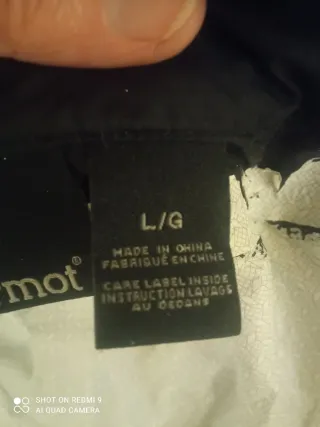 L/G
MADE IN CHINA
FABRIQUÉ EN CHINE
CARE LABEL INSIDE
INSTRUCTION LAVAGE
AU DEDANS
rmot®
SHOT ON REDMI 9
AI QUAD CAMERA